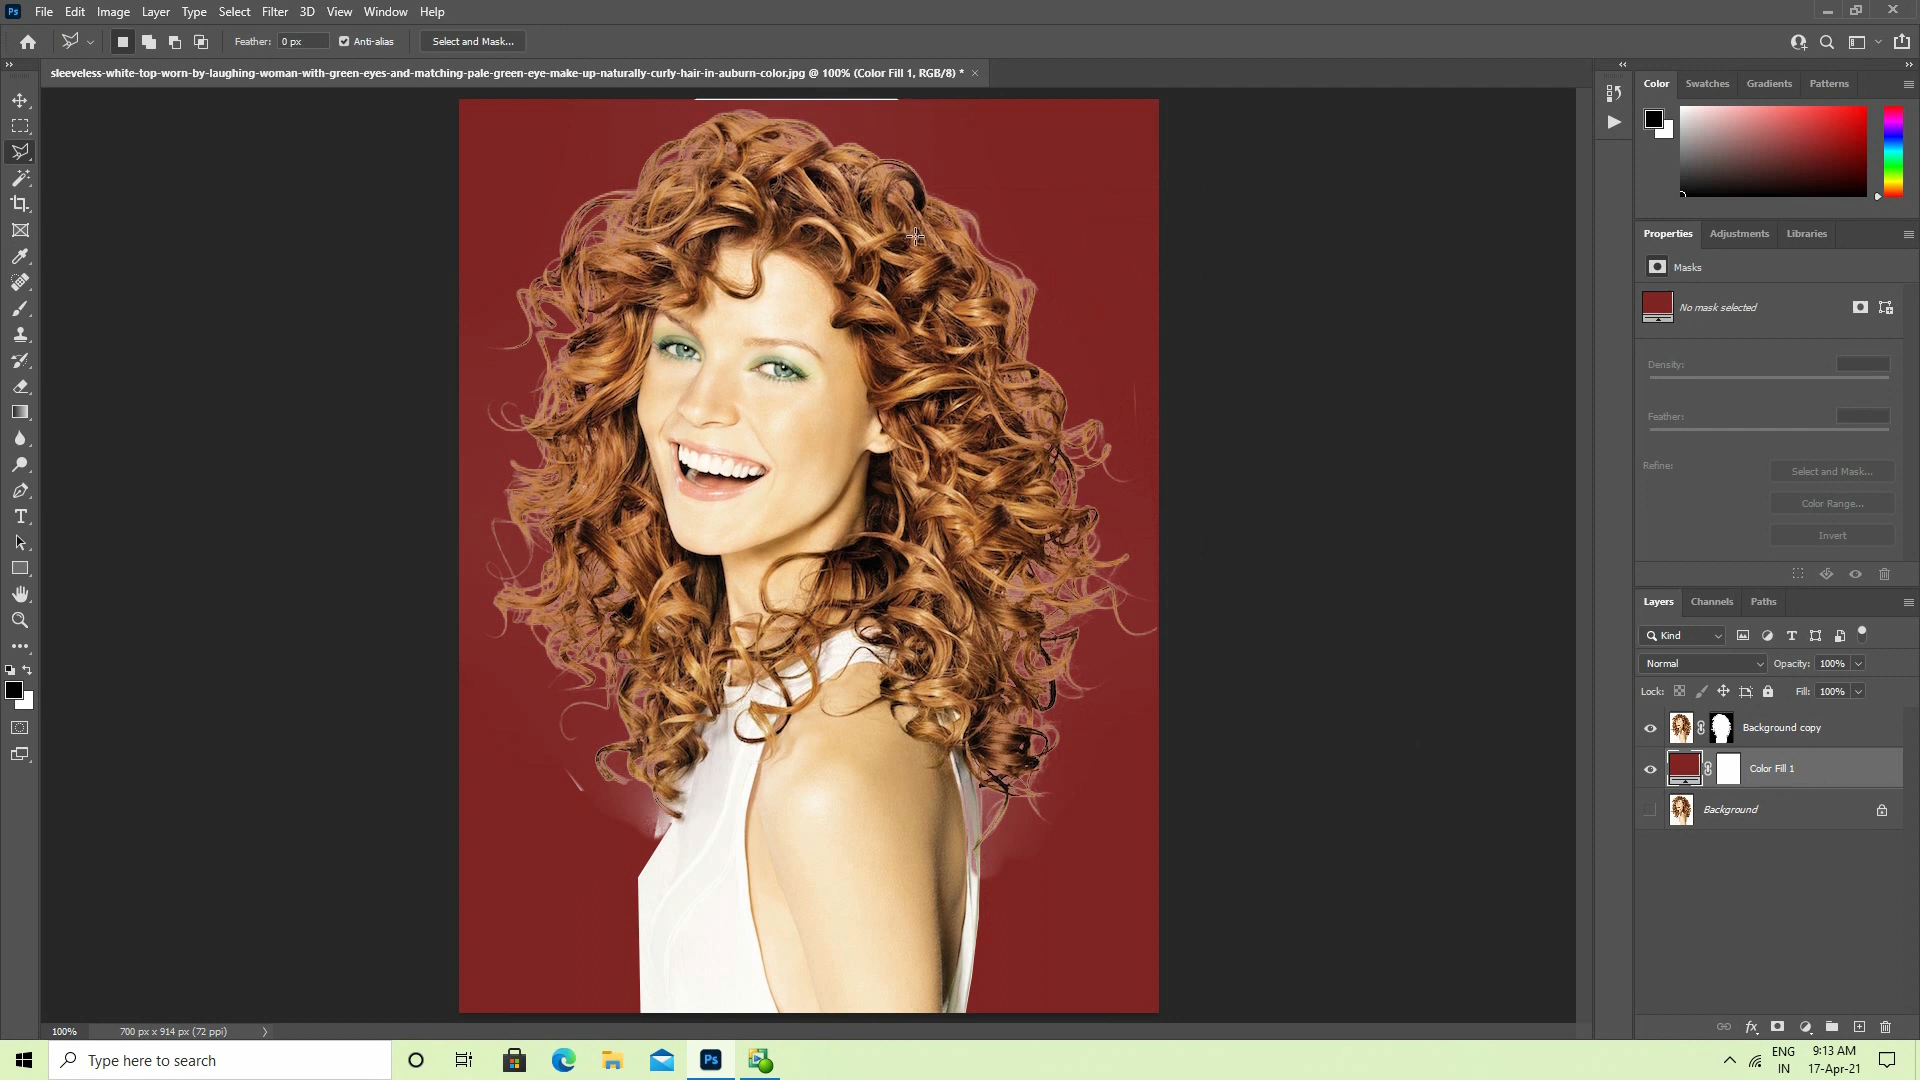 Ps File Edit Image Layer Type Select Filter 3D View Window Help
Feather: 0 px Anti-alias Select and Mask...
sleeveless-white-top-worn-by-laughing-woman-with-green-eyes-and-matching-pale-green-eye-make-up-naturally-curly-hair-in-auburn-color.jpg @ 100% (Color Fill 1, RGB/8) *
Color Swatches Gradients Patterns
Properties Adjustments Libraries
Masks
No mask selected
Density:
Feather:
Refine: Select and Mask...
Color Range...
Invert
Layers Channels Paths
Kind
Normal Opacity: 100%
Lock: Fill: 100%
Background copy
Color Fill 1
Background
100% 700 px x 914 px (72 ppi)
Type here to search
Ps
ENG
IN
9:13 AM
17-Apr-21